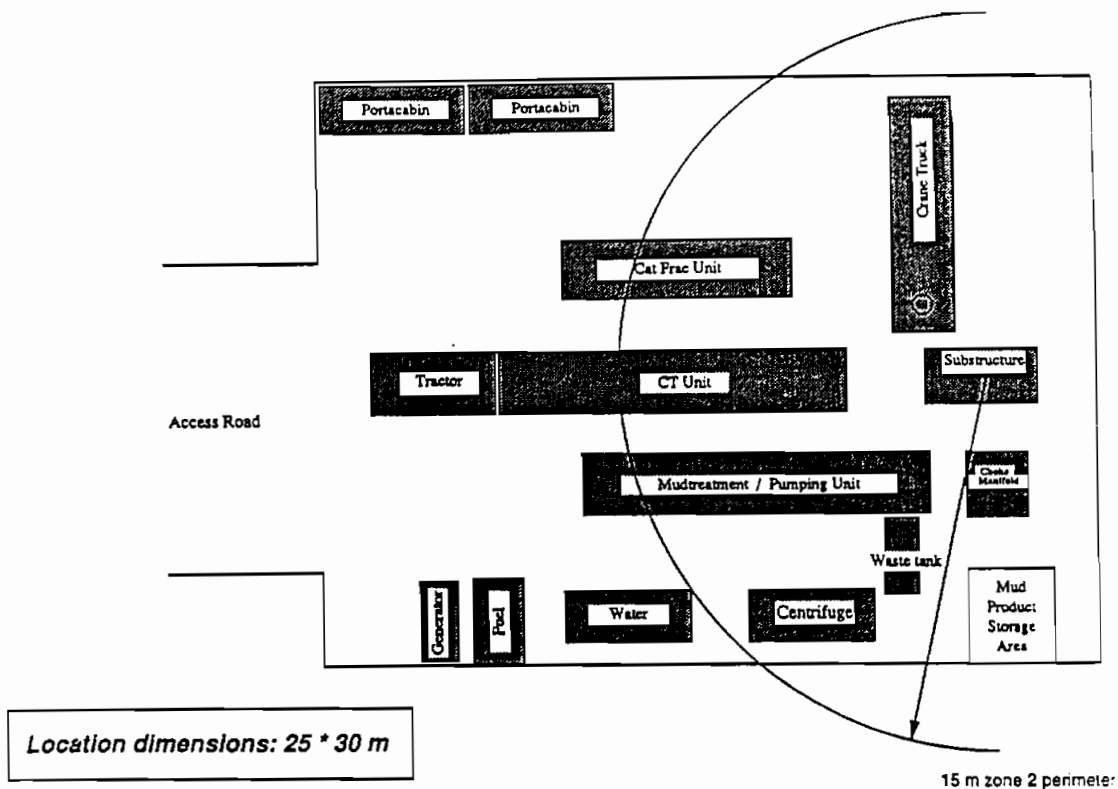 Portacabin
Portacabin
Crane Truck
Cat Frac Unit
Substructure
Tractor
CT Unit
Access Road
Choke
Manifold
Mudtreatment / Pumping Unit
Waste tank
Generator
Fuel
Water
Centrifuge
Mud
Product
Storage
Area
Location dimensions: 25 * 30 m
15 m zone 2 perimeter